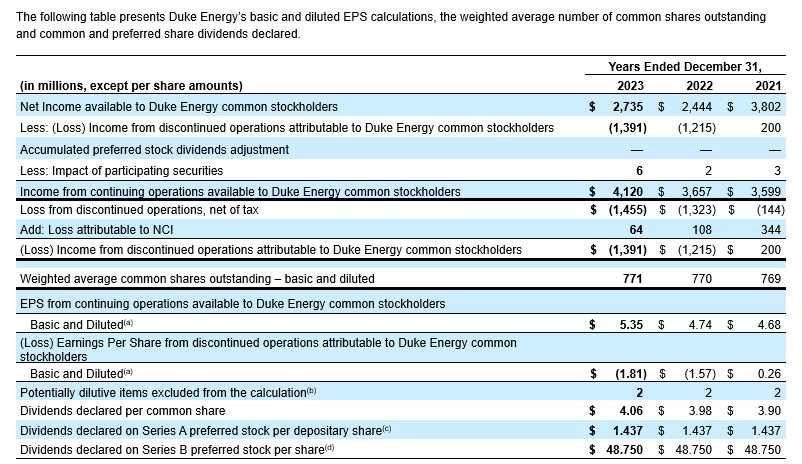 The following table presents Duke Energy's basic and diluted EPS calculations, the weighted average number of common shares outstanding
and common and preferred share dividends declared.
Years Ended December 31,
(in millions, except per share amounts) 2023 2022 2021
Net Income available to Duke Energy common stockholders $ 2,735 $ 2,444 $ 3,802
Less: (Loss) Income from discontinued operations attributable to Duke Energy common stockholders (1,391) (1,215) 200
Accumulated preferred stock dividends adjustment — — —
Less: Impact of participating securities 6 2 3
Income from continuing operations available to Duke Energy common stockholders $ 4,120 $ 3,657 $ 3,599
Loss from discontinued operations, net of tax $ (1,455) $ (1,323) $ (144)
Add: Loss attributable to NCI 64 108 344
(Loss) Income from discontinued operations attributable to Duke Energy common stockholders $ (1,391) $ (1,215) $ 200
Weighted average common shares outstanding – basic and diluted 771 770 769
EPS from continuing operations available to Duke Energy common stockholders
Basic and Diluted(a) $ 5.35 $ 4.74 $ 4.68
(Loss) Earnings Per Share from discontinued operations attributable to Duke Energy common
stockholders
Basic and Diluted(a) $ (1.81) $ (1.57) $ 0.26
Potentially dilutive items excluded from the calculation(b) 2 2 2
Dividends declared per common share $ 4.06 $ 3.98 $ 3.90
Dividends declared on Series A preferred stock per depositary share(c) $ 1.437 $ 1.437 $ 1.437
Dividends declared on Series B preferred stock per share(d) $ 48.750 $ 48.750 $ 48.750